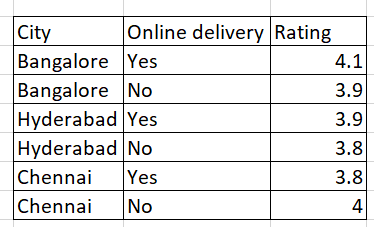 City Online delivery Rating
Bangalore Yes 4.1
Bangalore No 3.9
Hyderabad Yes 3.9
Hyderabad No 3.8
Chennai Yes 3.8
Chennai No 4